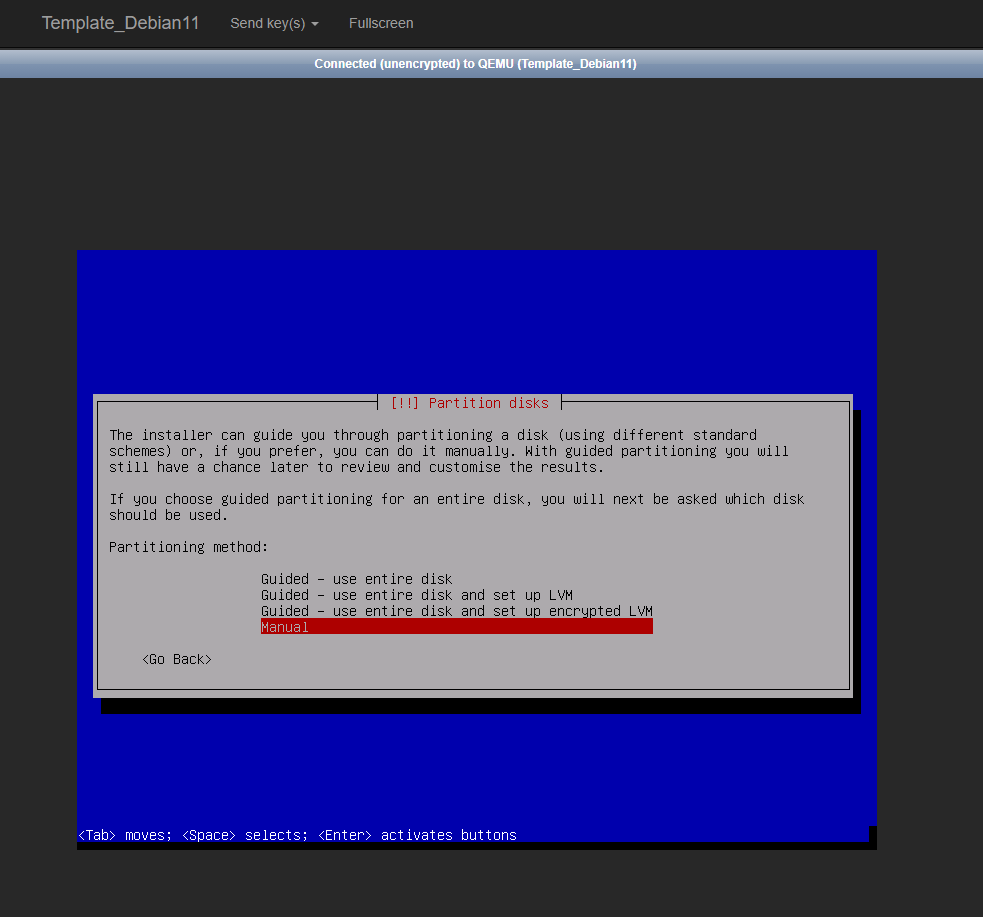 Template_Debian11 Send key(s) Fullscreen
Connected (unencrypted) to QEMU (Template_Debian11)
[!!] Partition disks
The installer can guide you through partitioning a disk (using different standard
schemes) or, if you prefer, you can do it manually. With guided partitioning you will
still have a chance later to review and customise the results.
If you choose guided partitioning for an entire disk, you will next be asked which disk
should be used.
Partitioning method:
Guided - use entire disk
Guided - use entire disk and set up LVM
Guided - use entire disk and set up encrypted LVM
Manual
<Go Back>
<Tab> moves; <Space> selects; <Enter> activates buttons